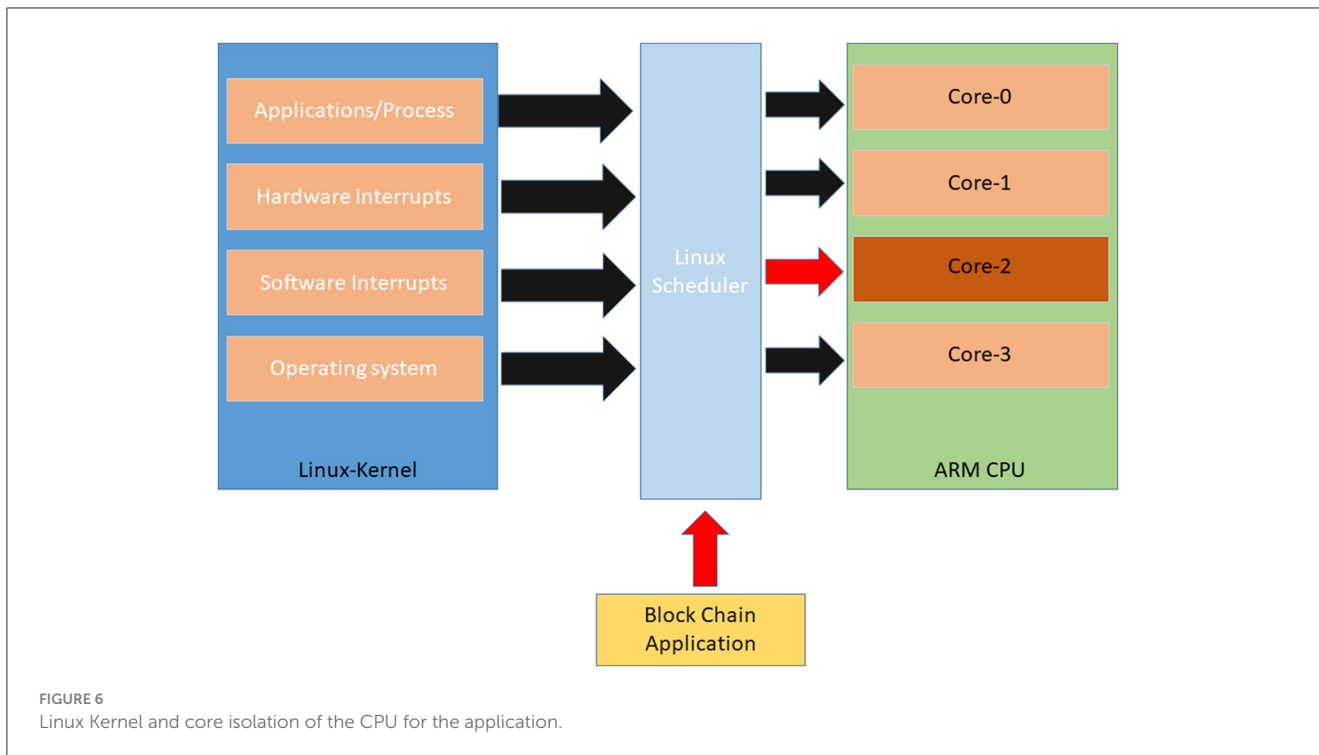 Applications/Process
Hardware Interrupts
Software Interrupts
Operating system
Linux-Kernel
Linux
Scheduler
Core-0
Core-1
Core-2
Core-3
ARM CPU
Block Chain
Application
FIGURE 6
Linux Kernel and core isolation of the CPU for the application.